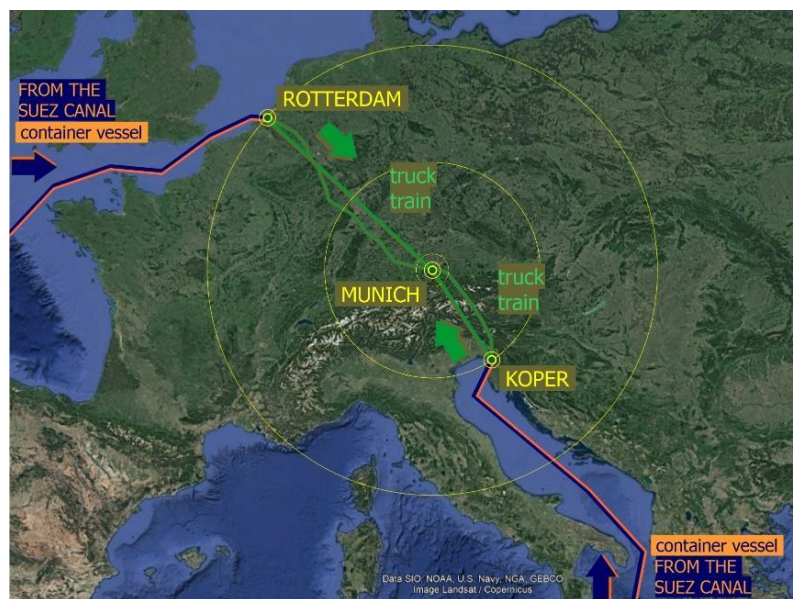 FROM THE
SUEZ CANAL
container vessel
ROTTERDAM
truck
train
MUNICH
truck
train
KOPER
container vessel
FROM THE
SUEZ CANAL
Data SIO, NOAA, U.S. Navy, NGA, GEBCO
Image Landsat / Copernicus